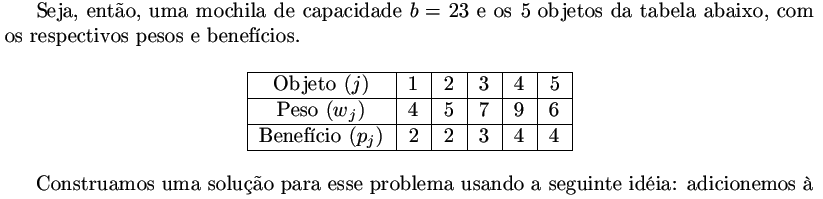 Seja, então, uma mochila de capacidade b = 23 e os 5 objetos da tabela abaixo, com
os respectivos pesos e benefícios.
Objeto (j) 1 2 3 4 5
Peso (w_j) 4 5 7 9 6
Benefício (p_j) 2 2 3 4 4
Construamos uma solução para esse problema usando a seguinte idéia: adicionemos à